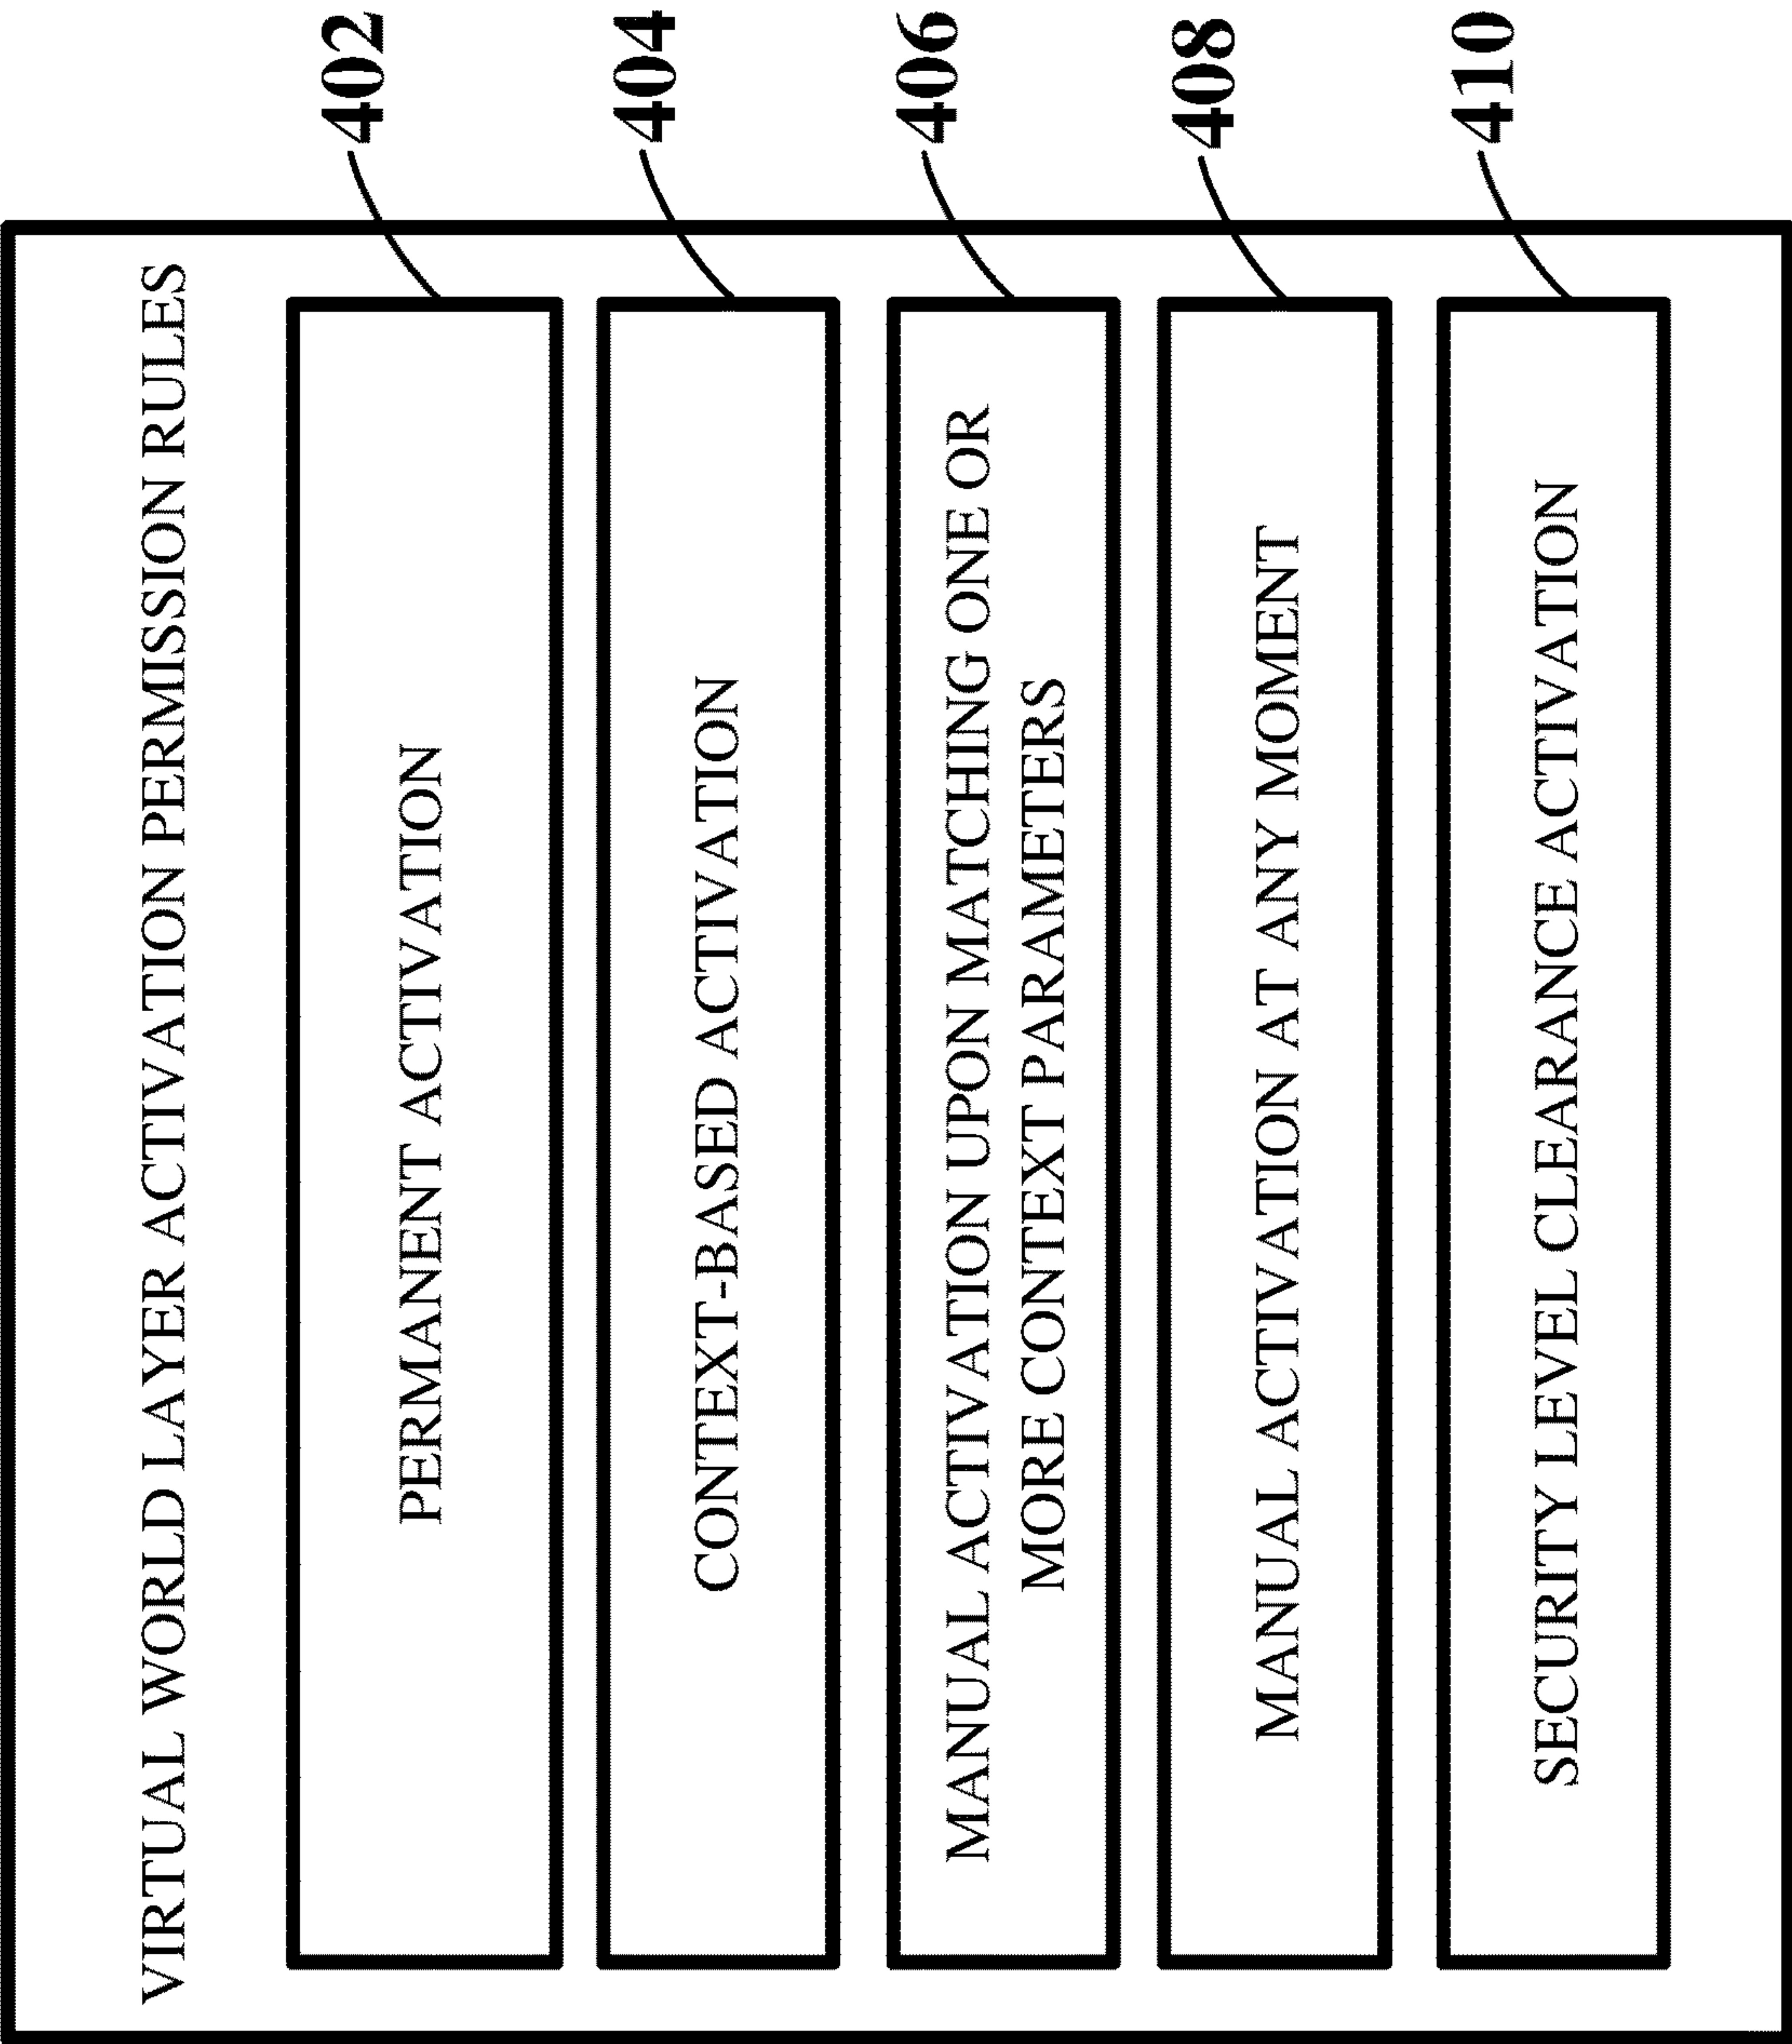 VIRTUAL WORLD LAYER ACTIVATION PERMISSION RULES
PERMANENT ACTIVATION
402
CONTEXT-BASED ACTIVATION
404
MANUAL ACTIVATION UPON MATCHING ONE OR
MORE CONTEXT PARAMETERS
406
MANUAL ACTIVATION AT ANY MOMENT
408
SECURITY LEVEL CLEARANCE ACTIVATION
410